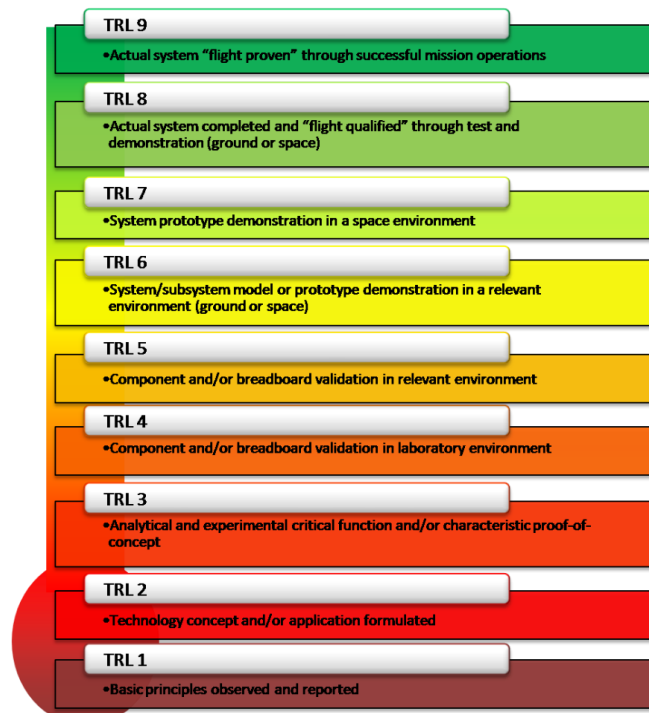 TRL 9
•Actual system “flight proven” through successful mission operations
TRL 8
•Actual system completed and “flight qualified” through test and
demonstration (ground or space)
TRL 7
•System prototype demonstration in a space environment
TRL 6
•System/subsystem model or prototype demonstration in a relevant
environment (ground or space)
TRL 5
•Component and/or breadboard validation in relevant environment
TRL 4
•Component and/or breadboard validation in laboratory environment
TRL 3
•Analytical and experimental critical function and/or characteristic proof-of-
concept
TRL 2
•Technology concept and/or application formulated
TRL 1
•Basic principles observed and reported